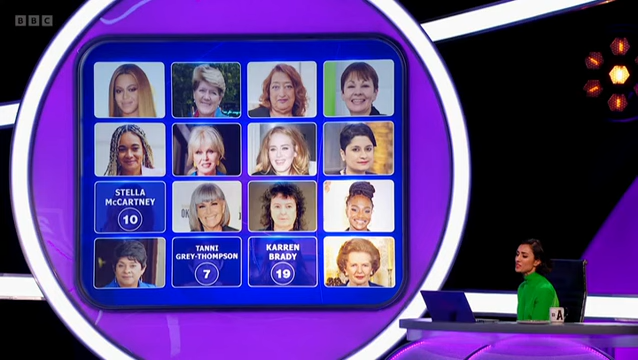 BBC
STELLA
McCARTNEY
10
TANNI
GREY-THOMPSON
7
KARREN
BRADY
19
A